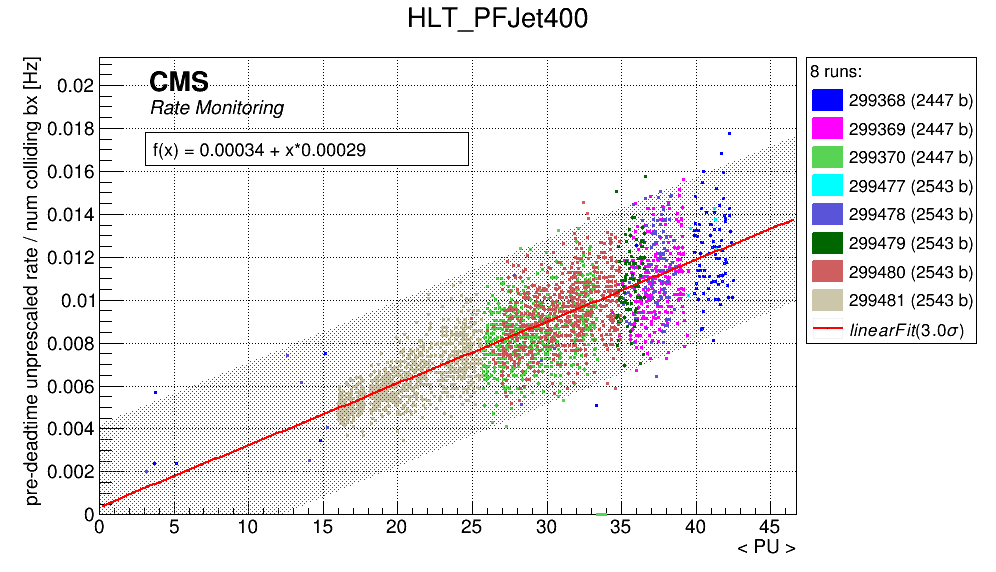 HLT_PFJet400
pre-deadtime unprescaled rate / num colliding bx [Hz]
0.02
0.018
0.016
0.014
0.012
0.01
0.008
0.006
0.004
0.002
0
CMS
Rate Monitoring
f(x) = 0.00034 + x*0.00029
0 5 10 15 20 25 30 35 40 45
< PU >
8 runs:
299368 (2447 b)
299369 (2447 b)
299370 (2447 b)
299477 (2543 b)
299478 (2543 b)
299479 (2543 b)
299480 (2543 b)
299481 (2543 b)
linearFit(3.0σ)